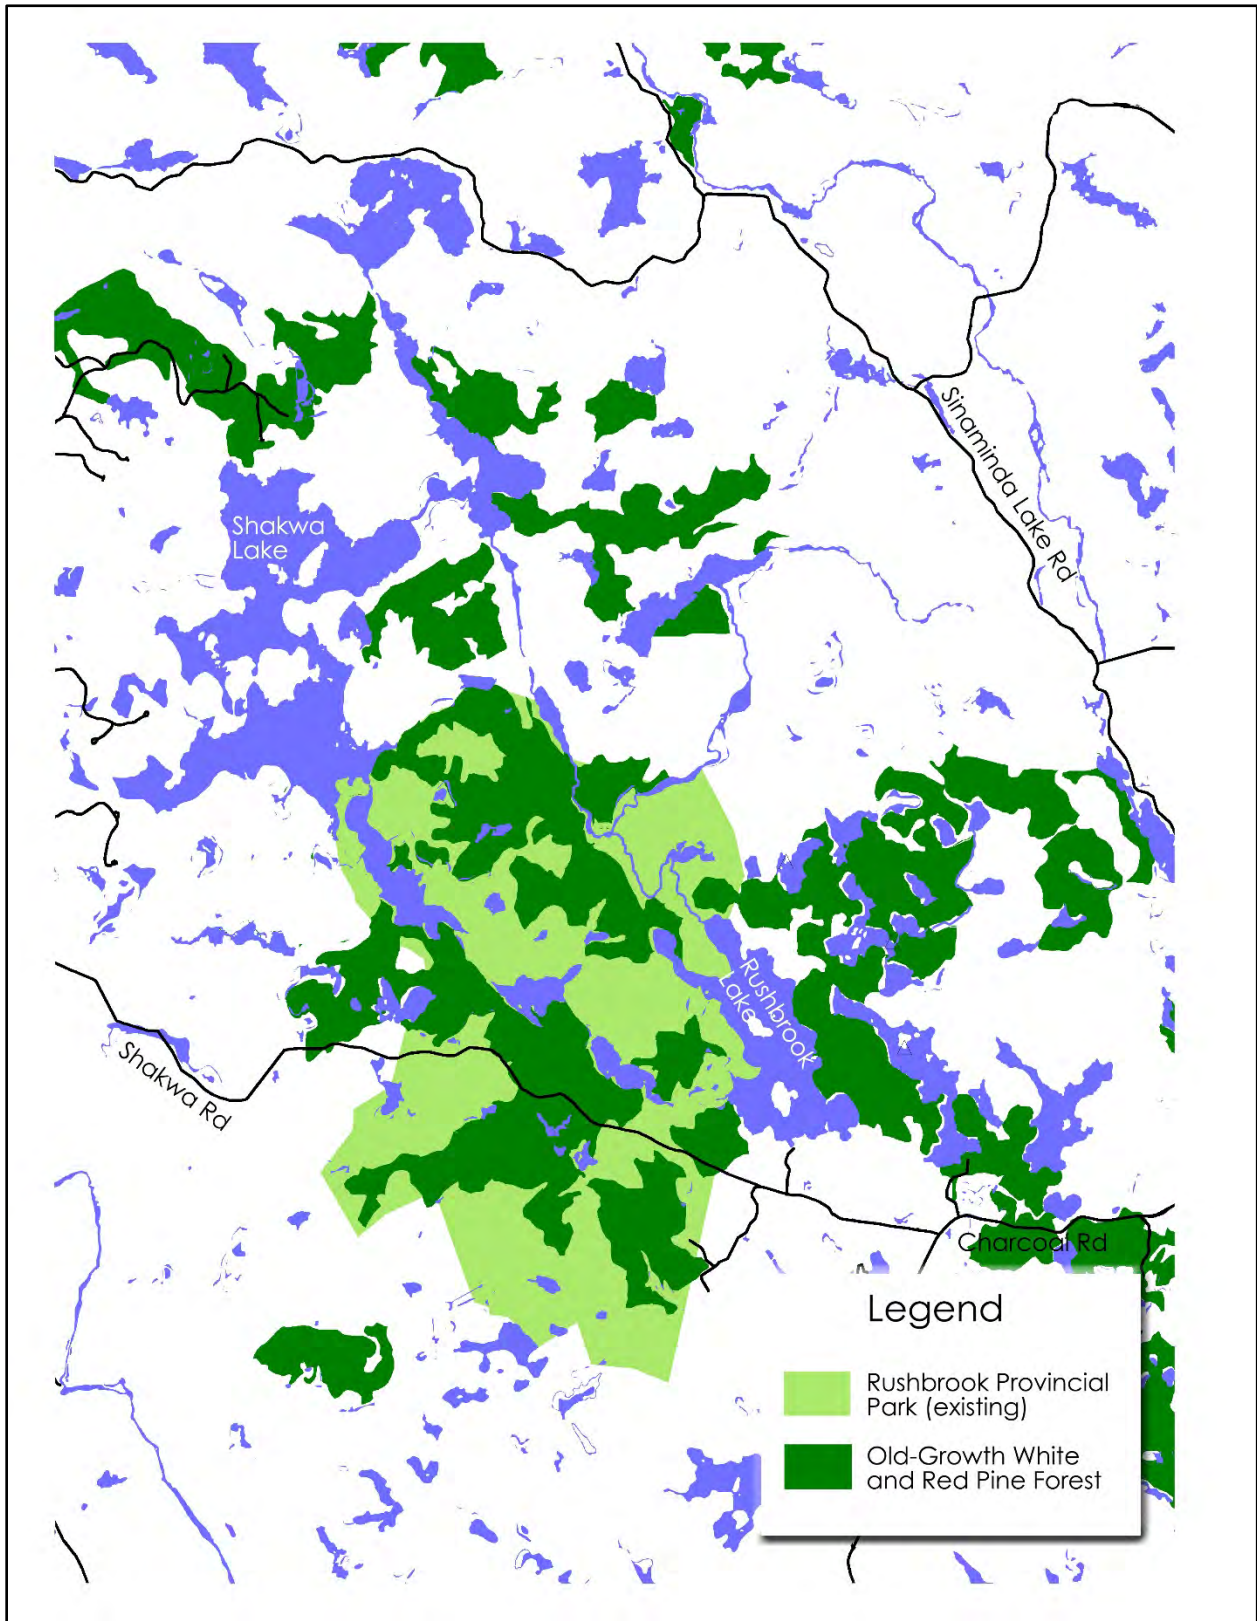 Sinaminda Lake Rd
Shakwa
Lake
Rushbrook
Lake
Shakwa Rd
Charcoal Rd
Legend
Rushbrook Provincial
Park (existing)
Old-Growth White
and Red Pine Forest